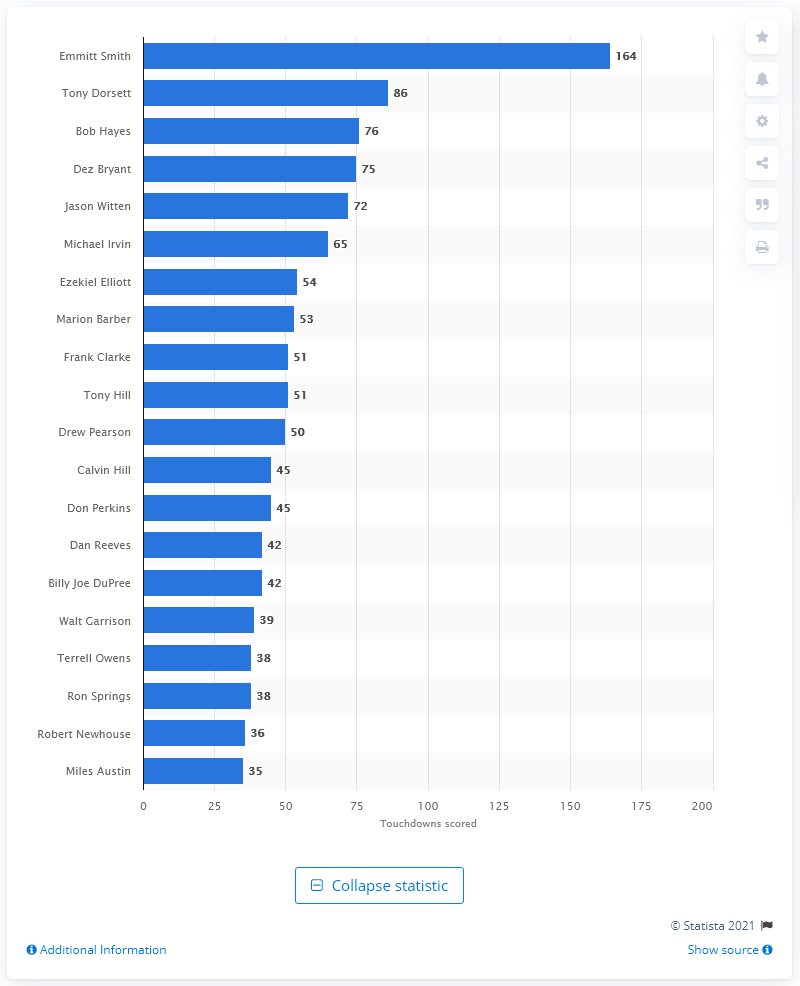 Emmitt Smith 164
Tony Dorsett 86
Bob Hayes 76
Dez Bryant 75
Jason Witten 72
Michael Irvin 65
Ezekiel Elliott 54
Marion Barber 53
Frank Clarke 51
Tony Hill 51
Drew Pearson 50
Calvin Hill 45
Don Perkins 45
Dan Reeves 42
Billy Joe DuPree 42
Walt Garrison 39
Terrell Owens 38
Ron Springs 38
Robert Newhouse 36
Miles Austin 35
0 25 50 75 100 125 150 175 200
Touchdowns scored
Collapse statistic
© Statista 2021
Additional Information Show source